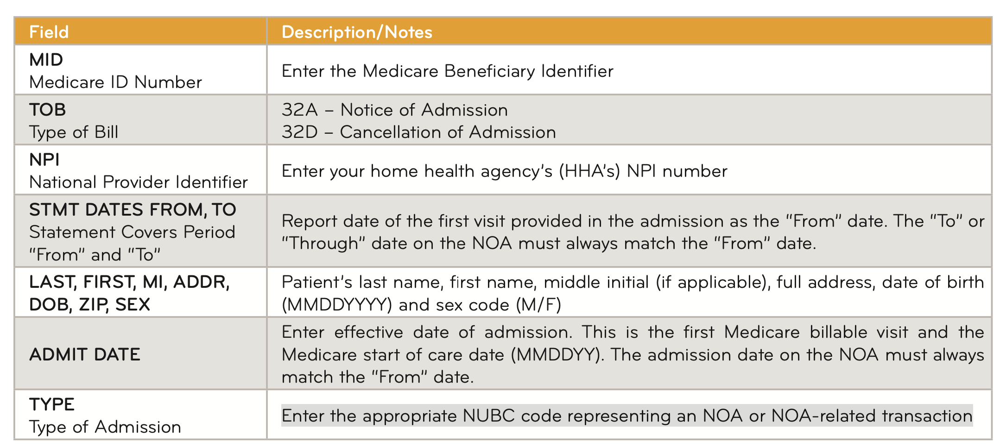 Field
Description/Notes
MID
Medicare ID Number
Enter the Medicare Beneficiary Identifier
TOB
Type of Bill
32A – Notice of Admission
32D – Cancellation of Admission
NPI
National Provider Identifier
Enter your home health agency's (HHA's) NPI number
STMT DATES FROM, TO
Statement Covers Period
"From" and "To"
Report date of the first visit provided in the admission as the "From" date. The "To" or
"Through" date on the NOA must always match the "From" date.
LAST, FIRST, MI, ADDR,
DOB, ZIP, SEX
Patient's last name, first name, middle initial (if applicable), full address, date of birth
(MMDDYYYY) and sex code (M/F)
ADMIT DATE
Enter effective date of admission. This is the first Medicare billable visit and the
Medicare start of care date (MMDDYY). The admission date on the NOA must always
match the "From" date.
TYPE
Type of Admission
Enter the appropriate NUBC code representing an NOA or NOA-related transaction